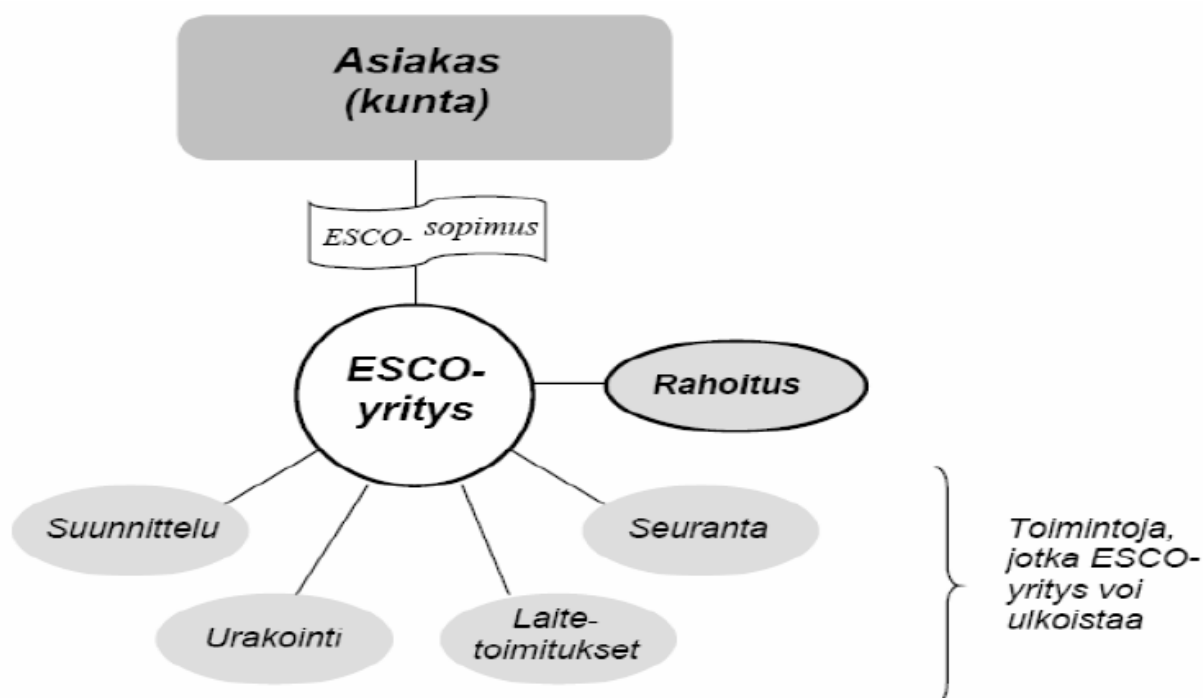 Asiakas
(kunta)
ESCO- sopimus
ESCO-
yritys
Rahoitus
Suunnittelu
Seuranta
Urakointi
Laite-
toimitukset
Toimintoja,
jotka ESCO-
yritys voi
ulkoistaa